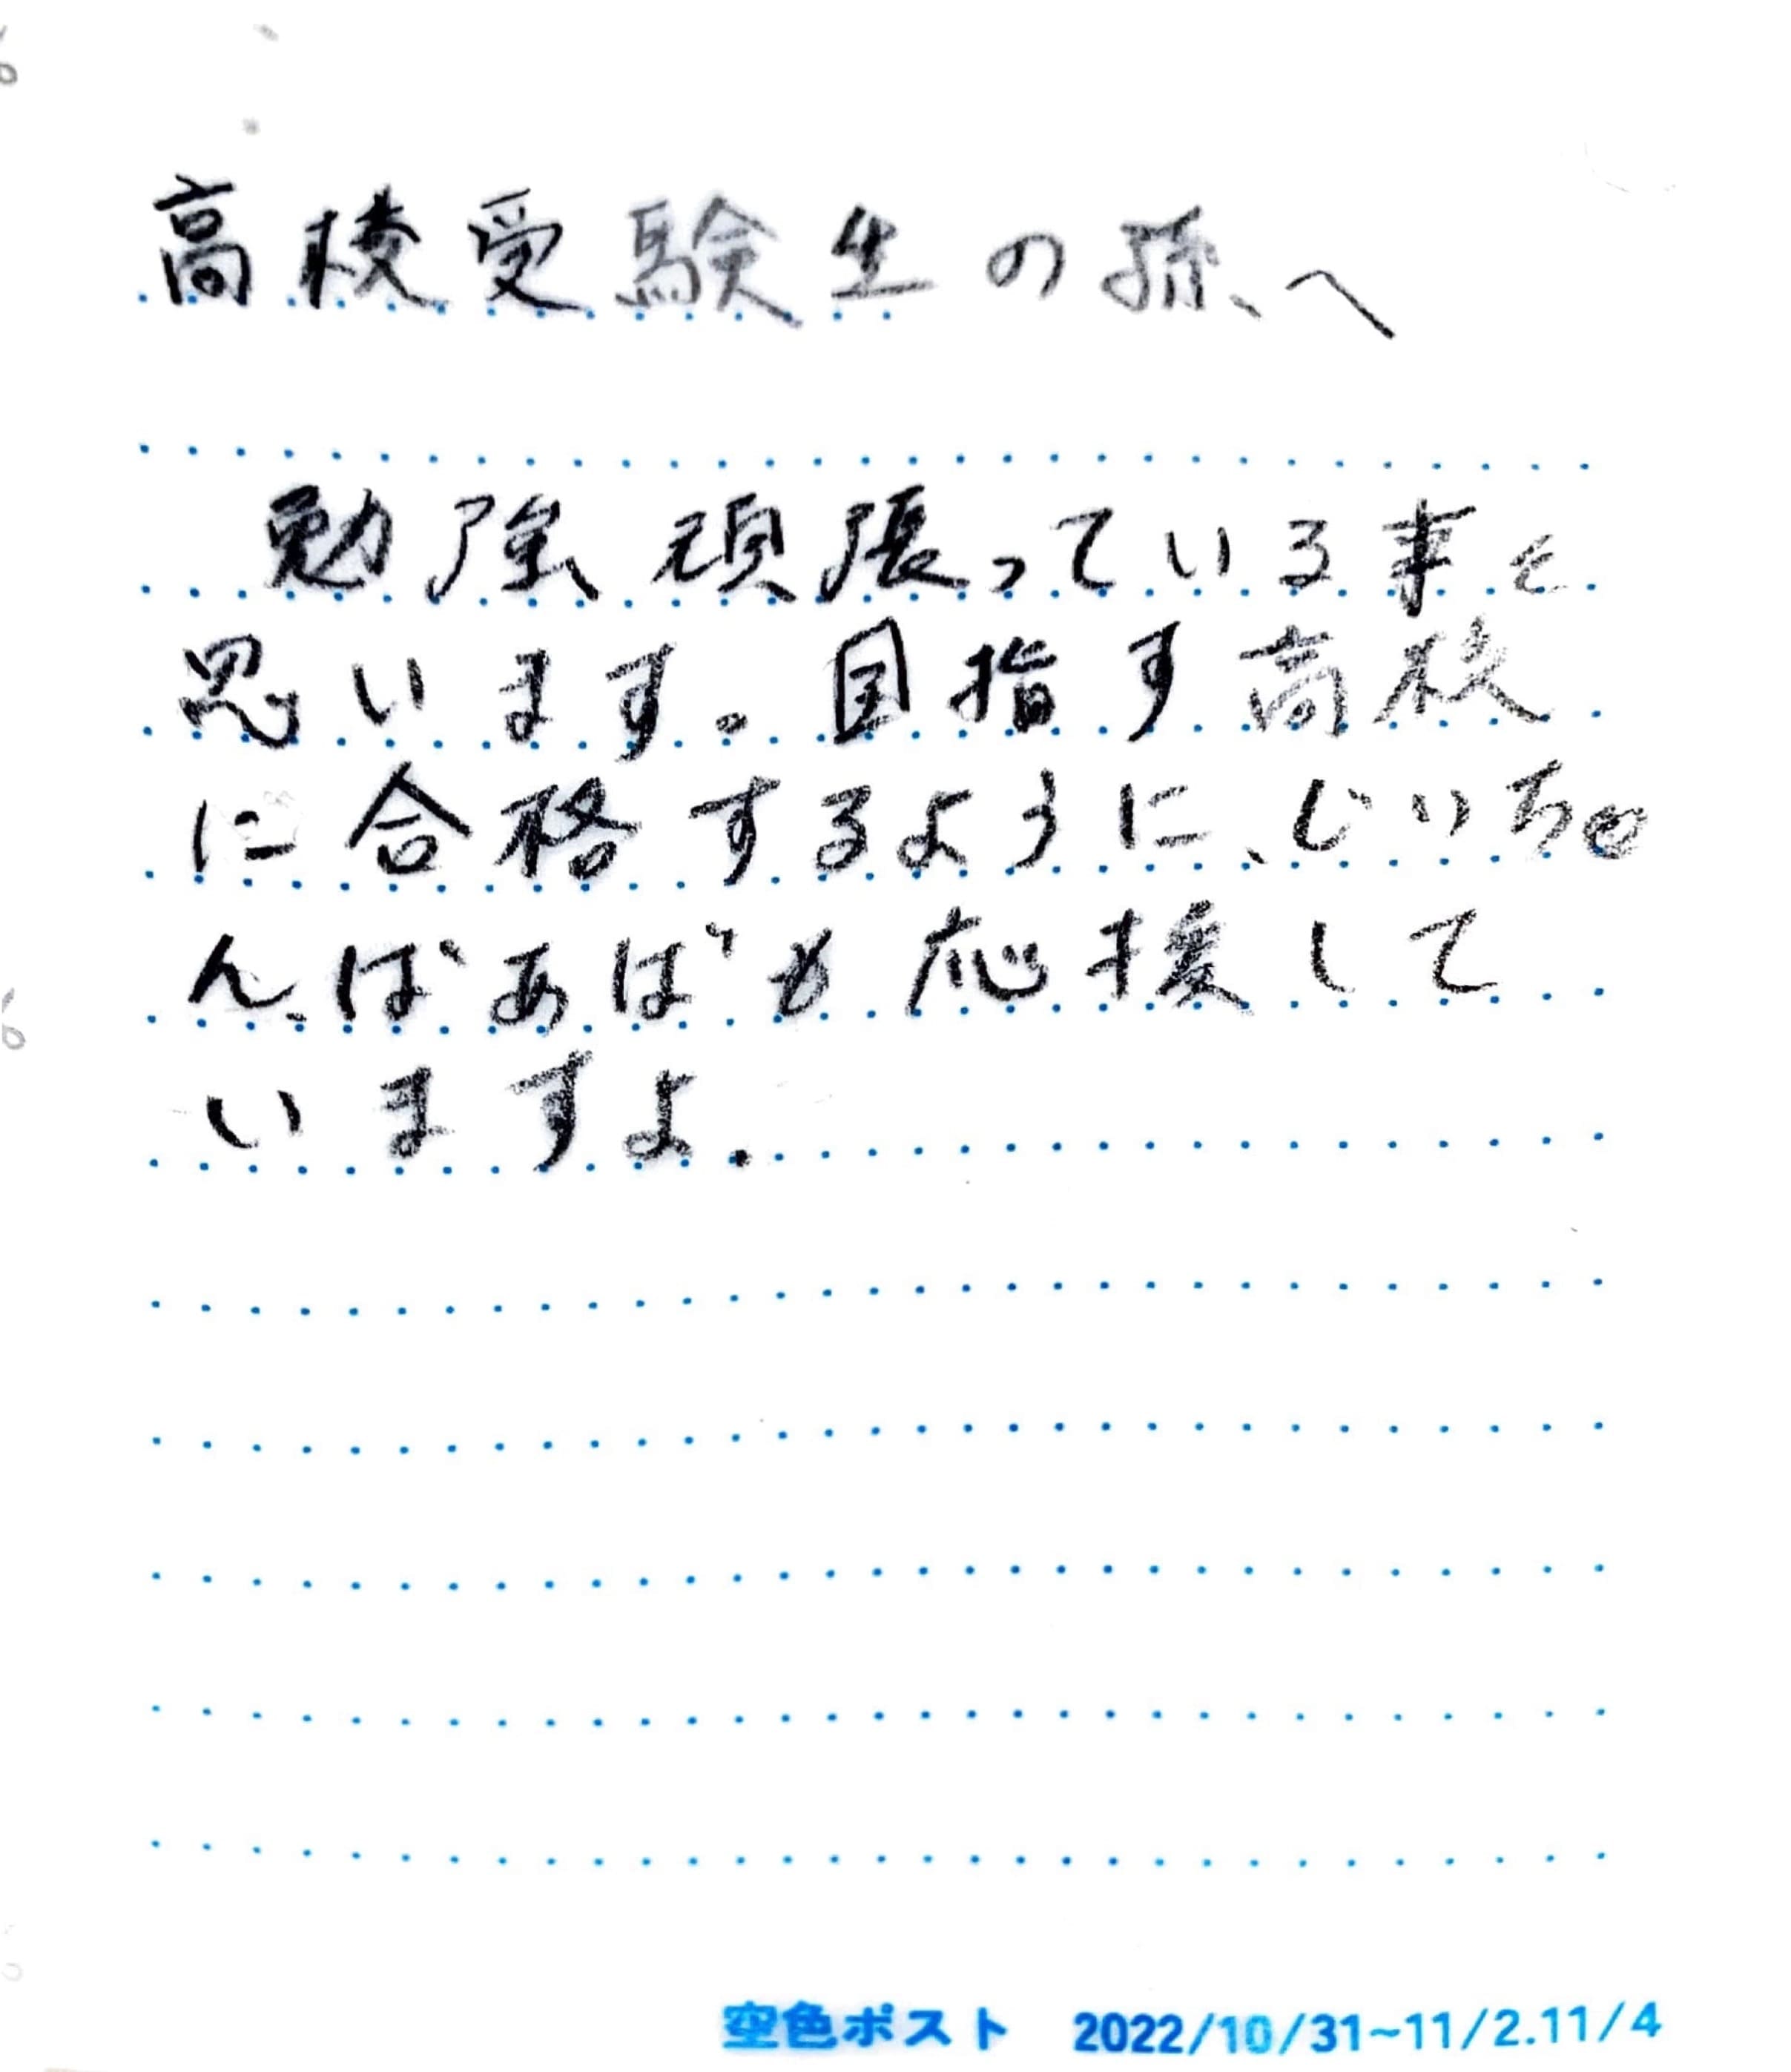 高校受験生の孫へ
勉強頑張っている事と
思います。目指す高校
に合格するように、じいちゃ
ん、ばあばも応援して
いますよ.
空色ポスト 2022/10/31~11/2.11/4